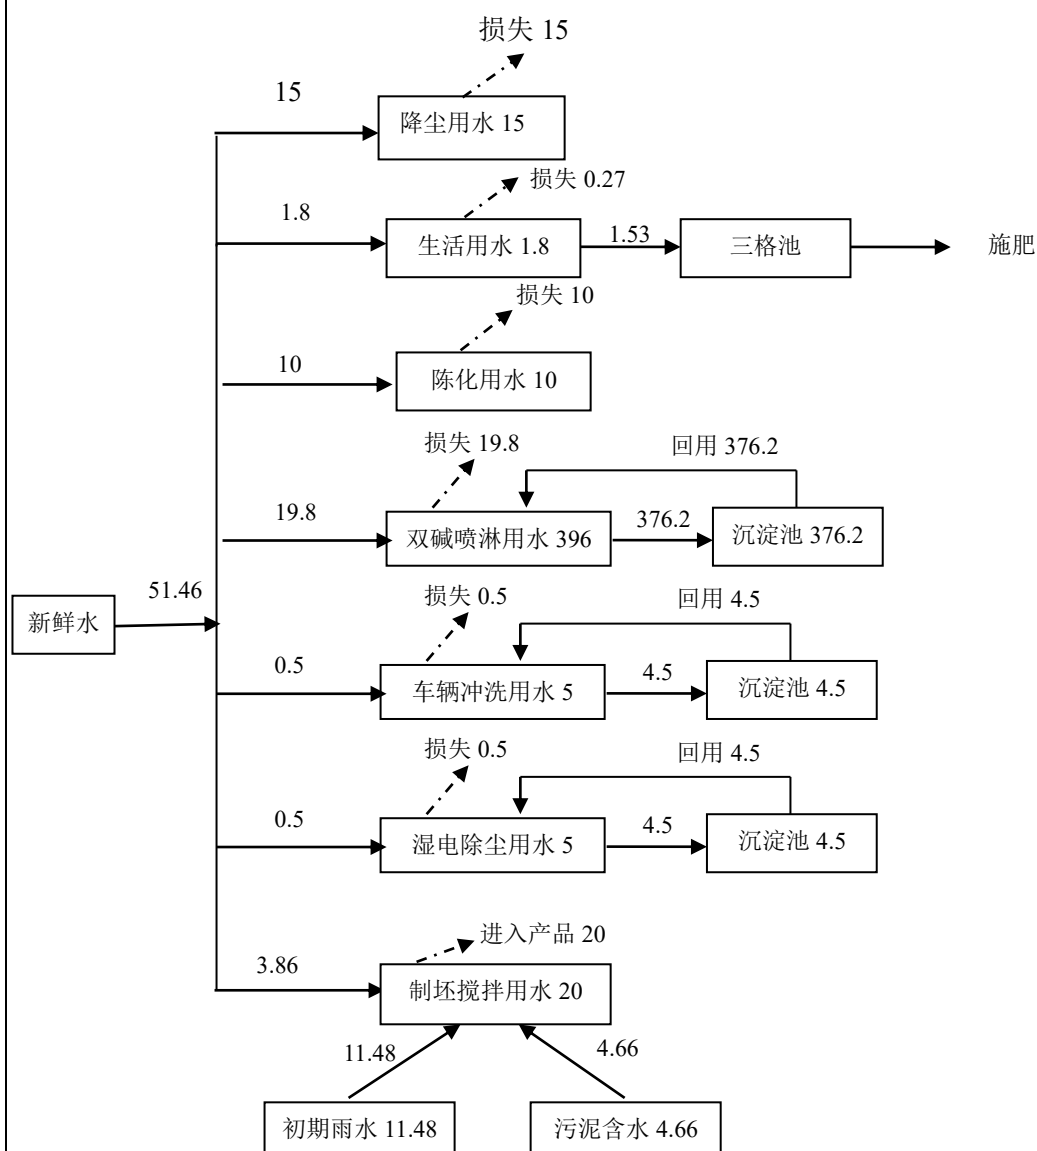 损失 15
15
降尘用水 15
损失 0.27
1.8
生活用水 1.8
1.53
三格池
施肥
损失 10
10
陈化用水 10
损失 19.8
回用 376.2
19.8
双碱喷淋用水 396
376.2
沉淀池 376.2
新鲜水
51.46
损失 0.5
回用 4.5
0.5
车辆冲洗用水 5
4.5
沉淀池 4.5
损失 0.5
回用 4.5
0.5
湿电除尘用水 5
4.5
沉淀池 4.5
进入产品 20
3.86
制坯搅拌用水 20
11.48
4.66
初期雨水 11.48
污泥含水 4.66